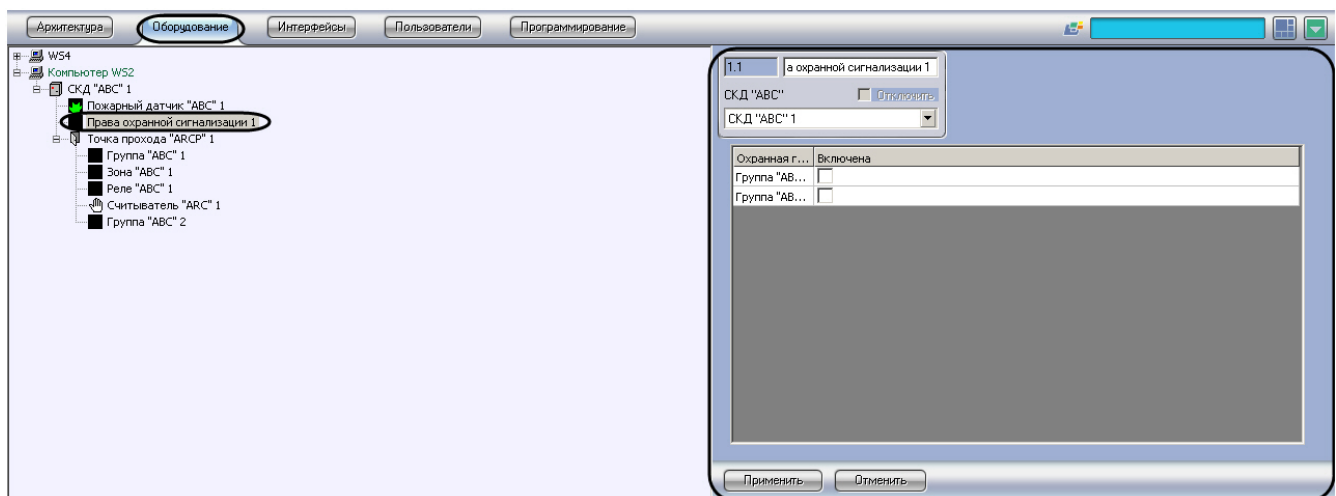 Архитектура Оборудование Интерфейсы Пользователи Программирование
WS4
Компьютер WS2
СКД "ABC" 1
Пожарный датчик "ABC" 1
Права охранной сигнализации 1
Точка прохода "ARCP" 1
Группа "ABC" 1
Зона "ABC" 1
Реле "ABC" 1
Считыватель "ARC" 1
Группа "ABC" 2
1.1 а охранной сигнализации 1
СКД "ABC" Отключить
СКД "ABC" 1
Охранная г... Включена
Группа "AB...
Группа "AB...
Применить Отменить